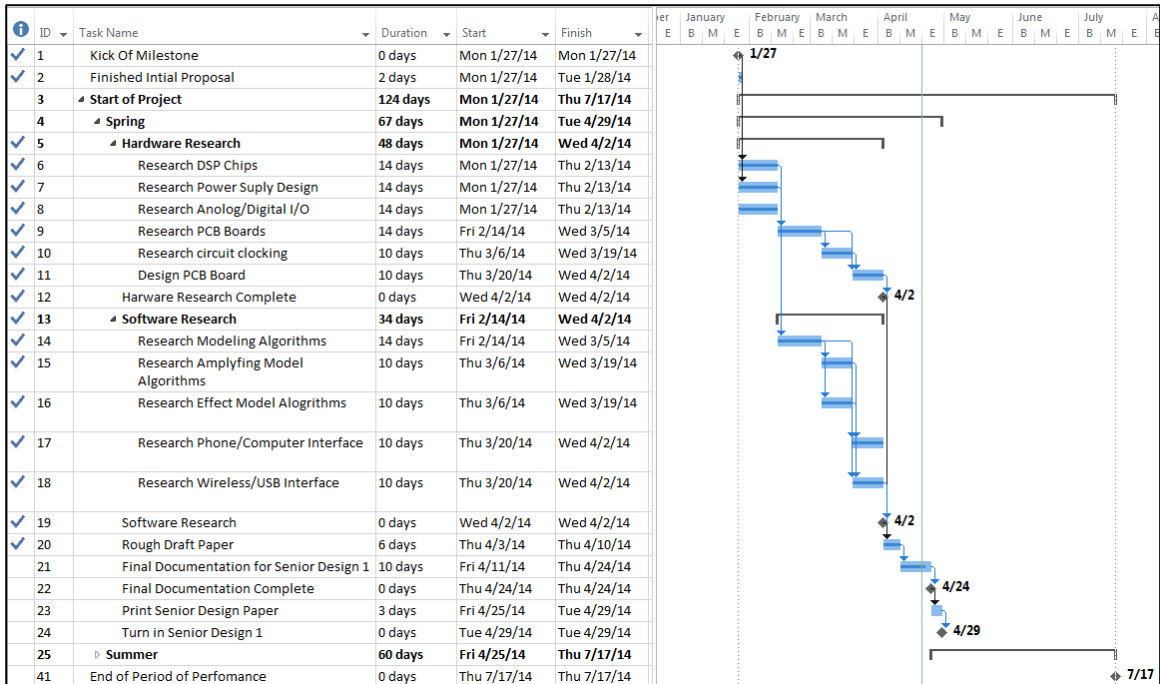 ID Task Name Duration Start Finish
ber January February March April May June July A
E B M E B M E B M E B M E B M E B M E B M E B
1 Kick Of Milestone 0 days Mon 1/27/14 Mon 1/27/14 1/27
2 Finished Intial Proposal 2 days Mon 1/27/14 Tue 1/28/14
3 Start of Project 124 days Mon 1/27/14 Thu 7/17/14
4 Spring 67 days Mon 1/27/14 Tue 4/29/14
5 Hardware Research 48 days Mon 1/27/14 Wed 4/2/14
6 Research DSP Chips 14 days Mon 1/27/14 Thu 2/13/14
7 Research Power Suply Design 14 days Mon 1/27/14 Thu 2/13/14
8 Research Anolog/Digital I/O 14 days Mon 1/27/14 Thu 2/13/14
9 Research PCB Boards 14 days Fri 2/14/14 Wed 3/5/14
10 Research circuit clocking 10 days Thu 3/6/14 Wed 3/19/14
11 Design PCB Board 10 days Thu 3/20/14 Wed 4/2/14
12 Harware Research Complete 0 days Wed 4/2/14 Wed 4/2/14 4/2
13 Software Research 34 days Fri 2/14/14 Wed 4/2/14
14 Research Modeling Algorithms 14 days Fri 2/14/14 Wed 3/5/14
15 Research Amplyfing Model 10 days Thu 3/6/14 Wed 3/19/14
Algorithms
16 Research Effect Model Alogrithms 10 days Thu 3/6/14 Wed 3/19/14
17 Research Phone/Computer Interface 10 days Thu 3/20/14 Wed 4/2/14
18 Research Wireless/USB Interface 10 days Thu 3/20/14 Wed 4/2/14
19 Software Research 0 days Wed 4/2/14 Wed 4/2/14 4/2
20 Rough Draft Paper 6 days Thu 4/3/14 Thu 4/10/14
21 Final Documentation for Senior Design 1 10 days Fri 4/11/14 Thu 4/24/14
22 Final Documentation Complete 0 days Thu 4/24/14 Thu 4/24/14 4/24
23 Print Senior Design Paper 3 days Fri 4/25/14 Tue 4/29/14
24 Turn in Senior Design 1 0 days Tue 4/29/14 Tue 4/29/14 4/29
25 Summer 60 days Fri 4/25/14 Thu 7/17/14
41 End of Period of Perfomance 0 days Thu 7/17/14 Thu 7/17/14 7/17